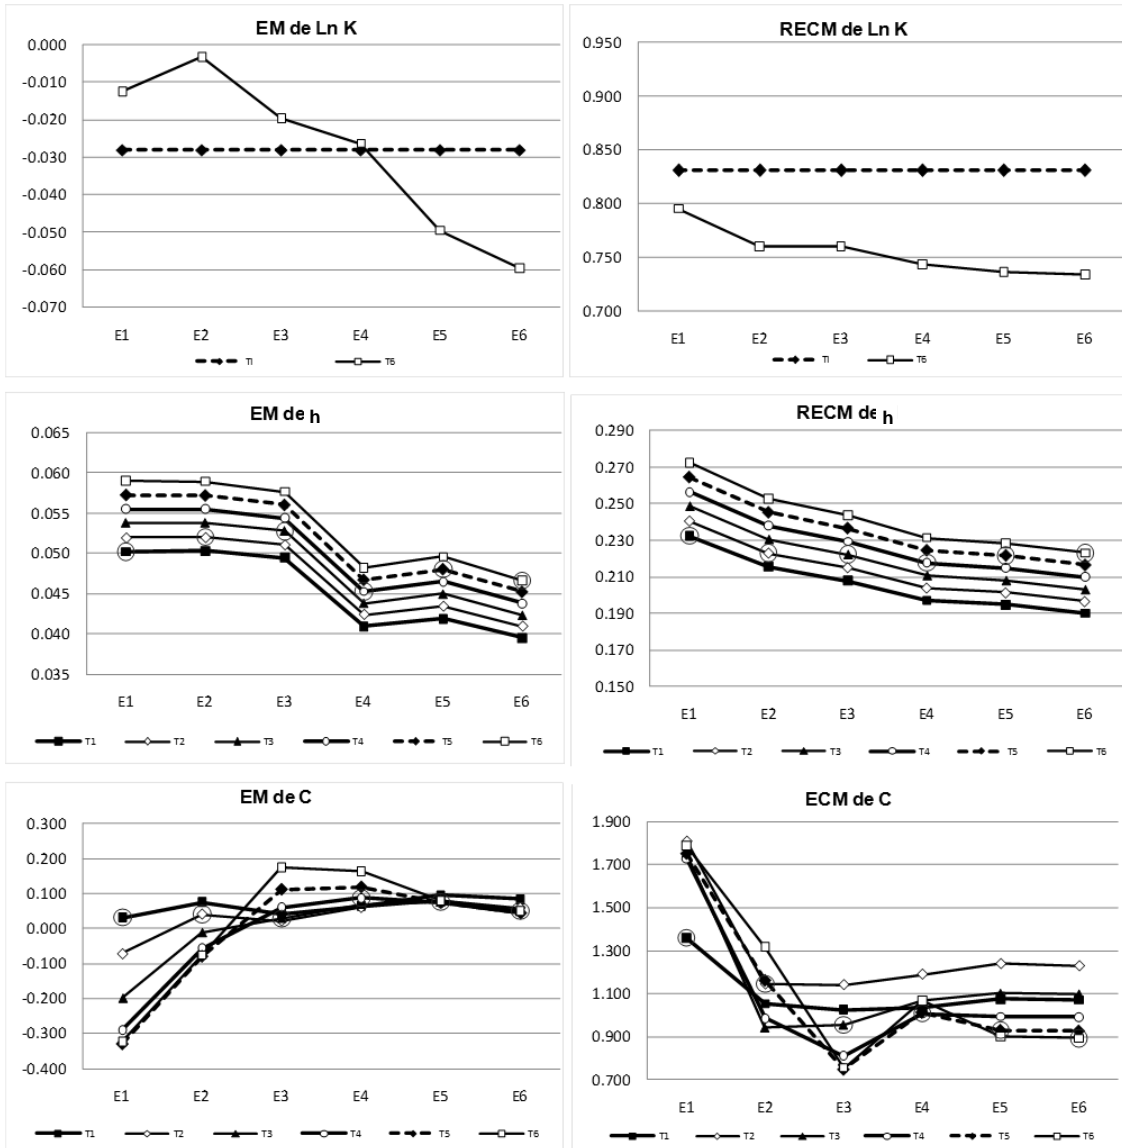 EM de Ln K
0.000
-0.010
-0.020
-0.030
-0.040
-0.050
-0.060
-0.070
E1 E2 E3 E4 E5 E6
TI T6
RECM de Ln K
0.950
0.900
0.850
0.800
0.750
0.700
E1 E2 E3 E4 E5 E6
TI T6
EM de h
0.065
0.060
0.055
0.050
0.045
0.040
0.035
E1 E2 E3 E4 E5 E6
T1 T2 T3 T4 T5 T6
RECM de h
0.290
0.270
0.250
0.230
0.210
0.190
0.170
0.150
E1 E2 E3 E4 E5 E6
T1 T2 T3 T4 T5 T6
EM de C
0.300
0.200
0.100
0.000
-0.100
-0.200
-0.300
-0.400
E1 E2 E3 E4 E5 E6
T1 T2 T3 T4 T5 T6
ECM de C
1.900
1.700
1.500
1.300
1.100
0.900
0.700
E1 E2 E3 E4 E5 E6
T1 T2 T3 T4 T5 T6